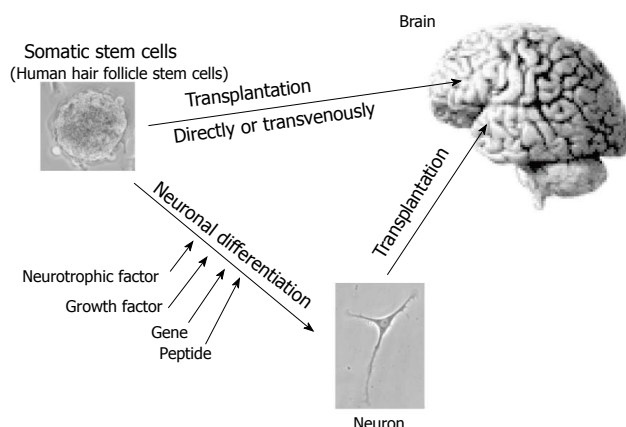 Brain
Somatic stem cells
(Human hair follicle stem cells)
Transplantation
Directly or transvenously
Neuronal differentiation
Transplantation
Neurotrophic factor
Growth factor
Gene
Peptide
Neuron